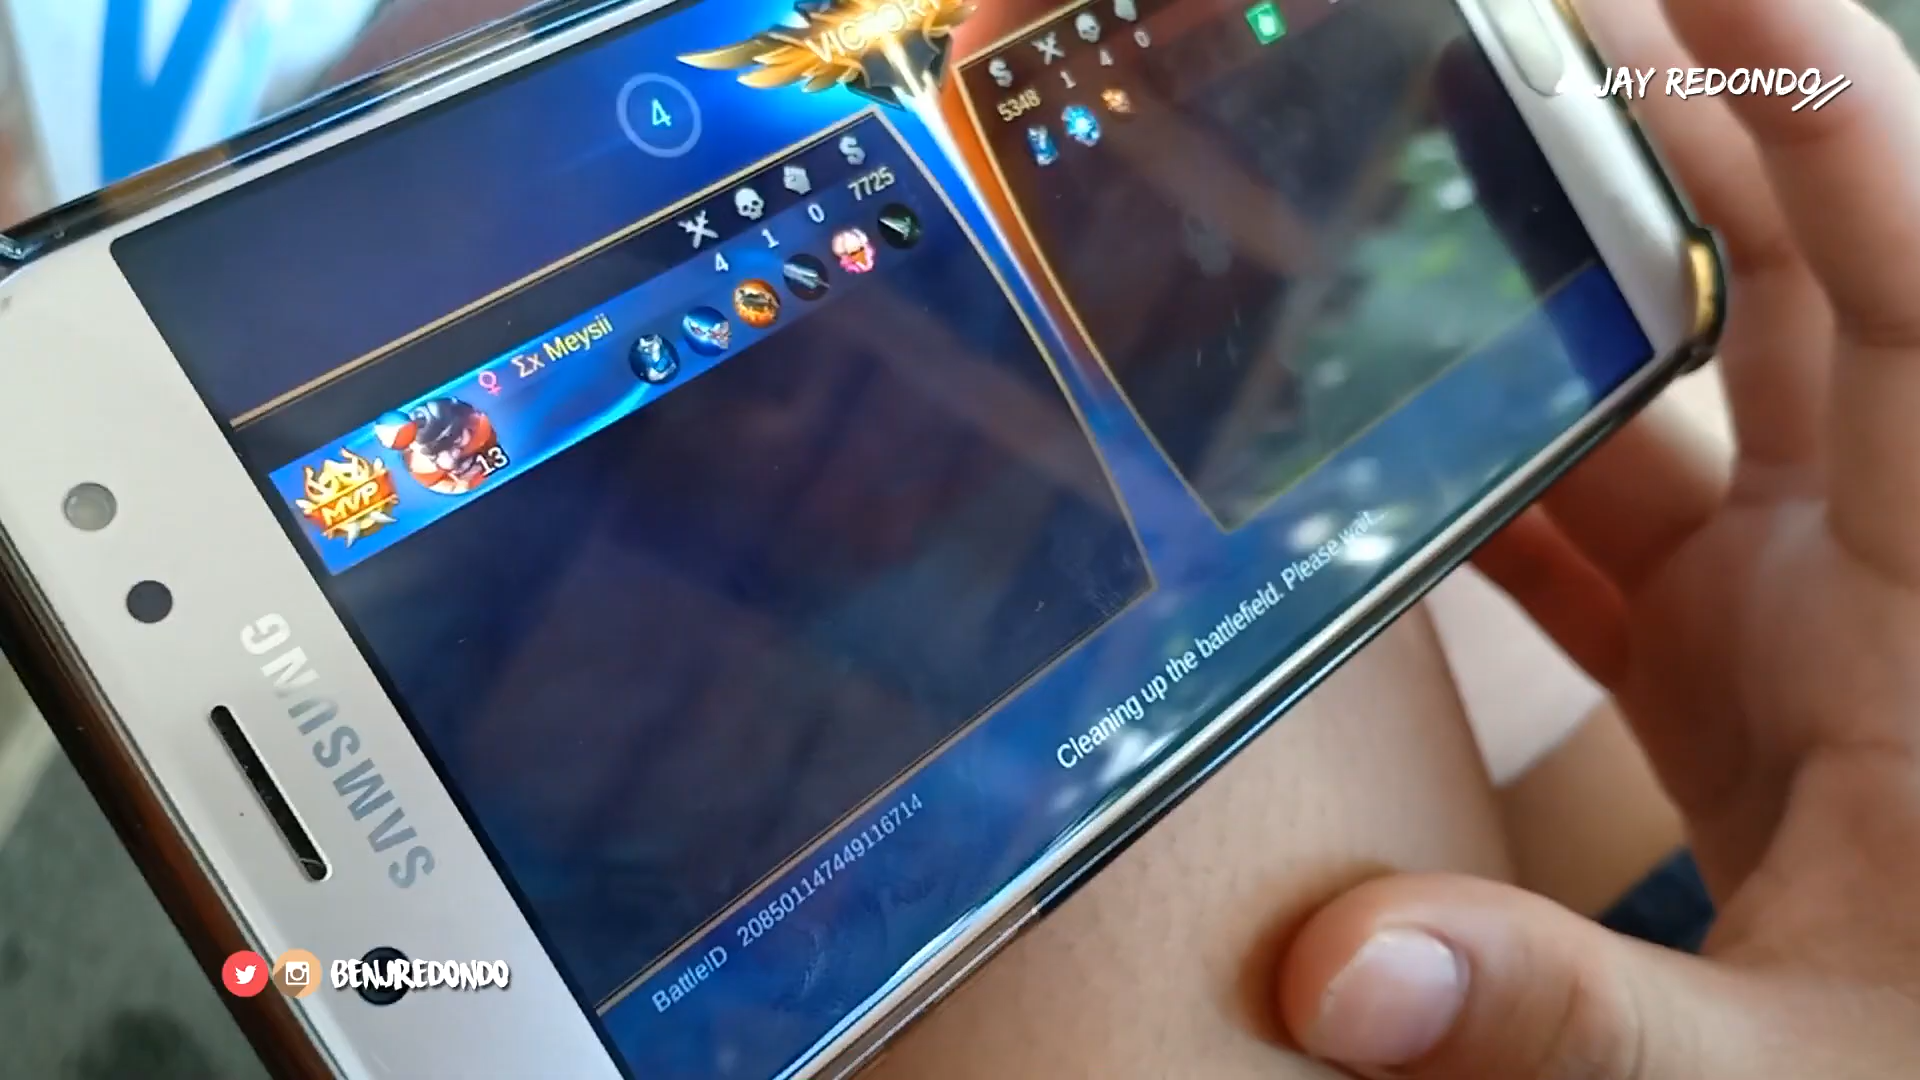 JAY REDONDO
VICTORY
4
1 4 0
5348
7725
4 1 0
Σx Meysii
13
MVP
SAMSUNG
Cleaning up the battlefield. Please wait...
BattleID 208501147449116714
BENJREDONDO